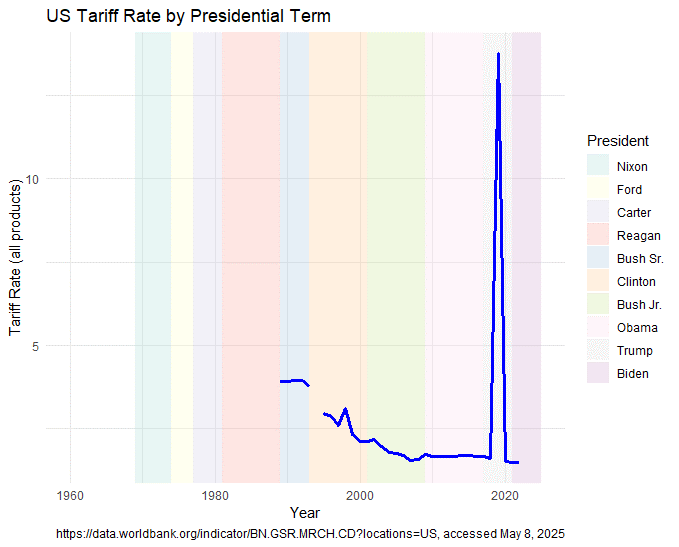 US Tariff Rate by Presidential Term
Tariff Rate (all products)
10
5
1960
1980
2000
2020
Year
President
Nixon
Ford
Carter
Reagan
Bush Sr.
Clinton
Bush Jr.
Obama
Trump
Biden
https://data.worldbank.org/indicator/BN.GSR.MRCH.CD?locations=US, accessed May 8, 2025